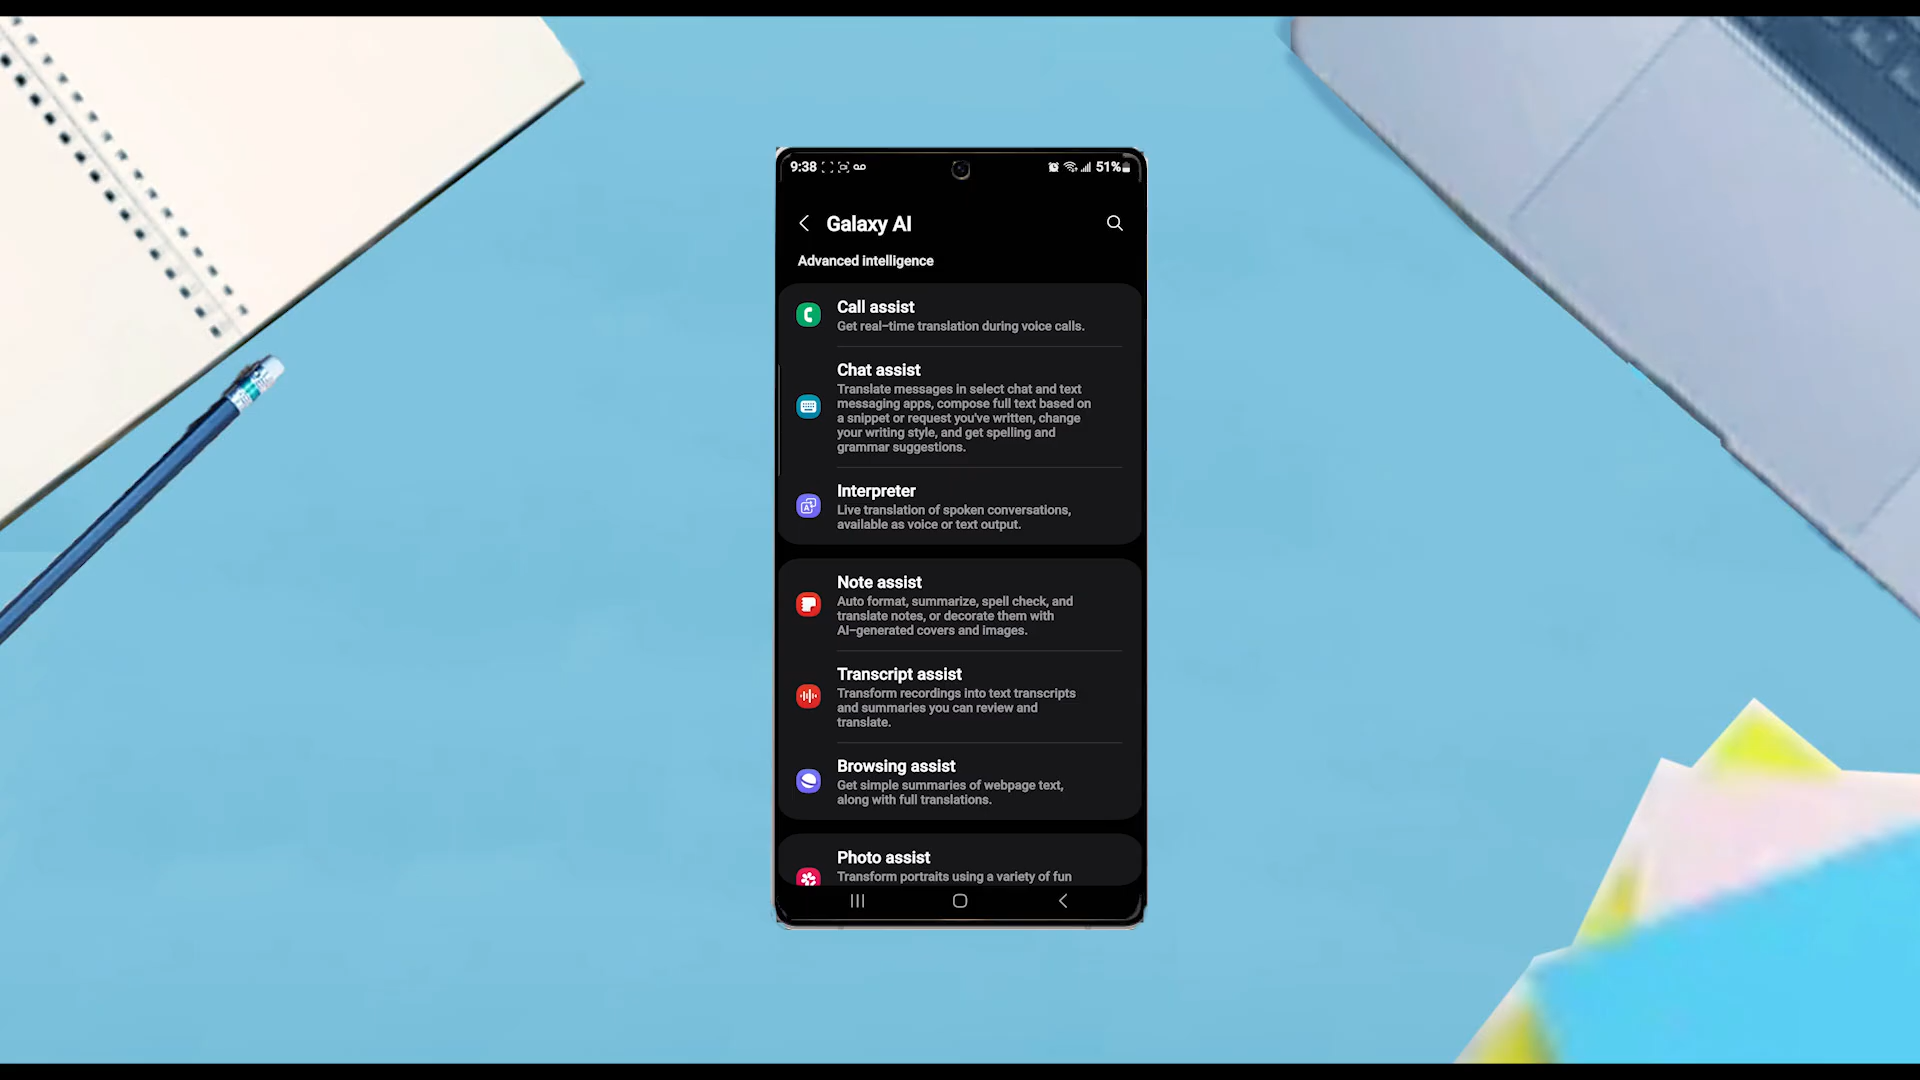 9:38
51%
Galaxy AI
Advanced intelligence
Call assist
Get real-time translation during voice calls.
Chat assist
Translate messages in select chat and text
messaging apps, compose full text based on
a snippet or request you've written, change
your writing style, and get spelling and
grammar suggestions.
Interpreter
Live translation of spoken conversations,
available as voice or text output.
Note assist
Auto format, summarize, spell check, and
translate notes, or decorate them with
AI-generated covers and images.
Transcript assist
Transform recordings into text transcripts
and summaries you can review and
translate.
Browsing assist
Get simple summaries of webpage text,
along with full translations.
Photo assist
Transform portraits using a variety of fun